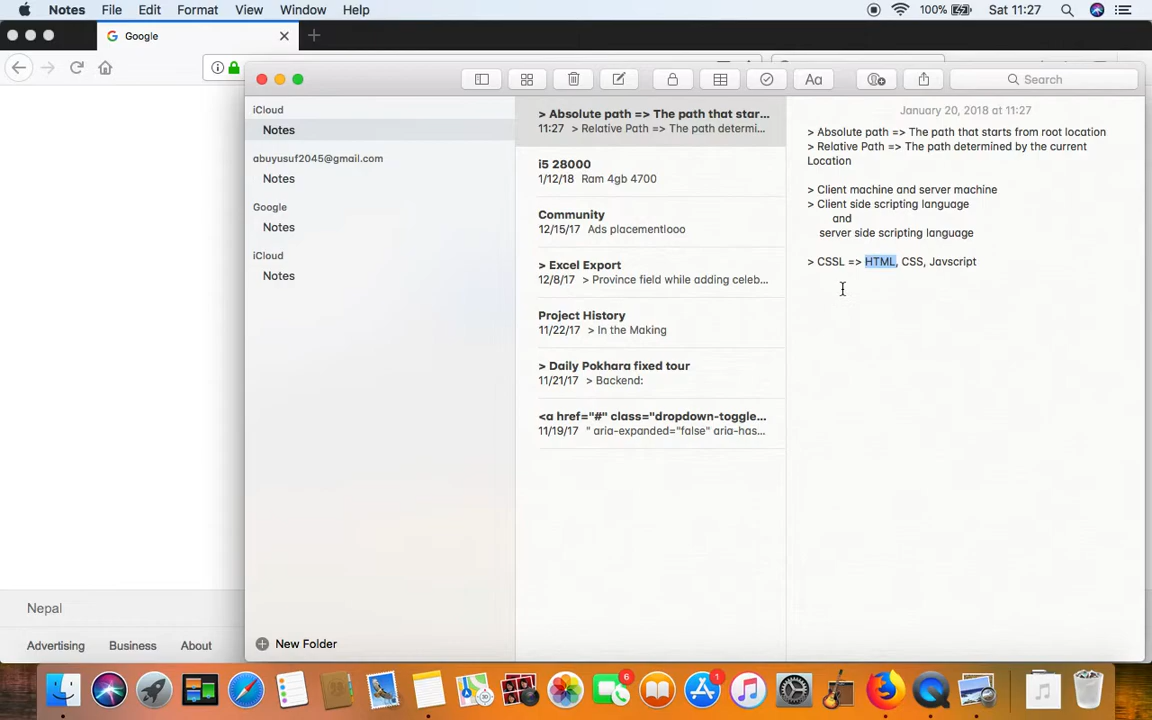 Notes File Edit Format View Window Help
100% Sat 11:27
Google
Search
iCloud
Notes
abuyusuf2045@gmail.com
Notes
Google
Notes
iCloud
Notes
New Folder
> Absolute path => The path that star...
11:27 > Relative Path => The path determi...
i5 28000
1/12/18 Ram 4gb 4700
Community
12/15/17 Ads placementlooo
> Excel Export
12/8/17 > Province field while adding celeb...
Project History
11/22/17 > In the Making
> Daily Pokhara fixed tour
11/21/17 > Backend:
<a href="#" class="dropdown-toggle...
11/19/17 " aria-expanded="false" aria-has...
January 20, 2018 at 11:27
> Absolute path => The path that starts from root location
> Relative Path => The path determined by the current
Location
> Client machine and server machine
> Client side scripting language
and
server side scripting language
> CSSL => HTML, CSS, Javscript
Nepal
Advertising Business About
6
1